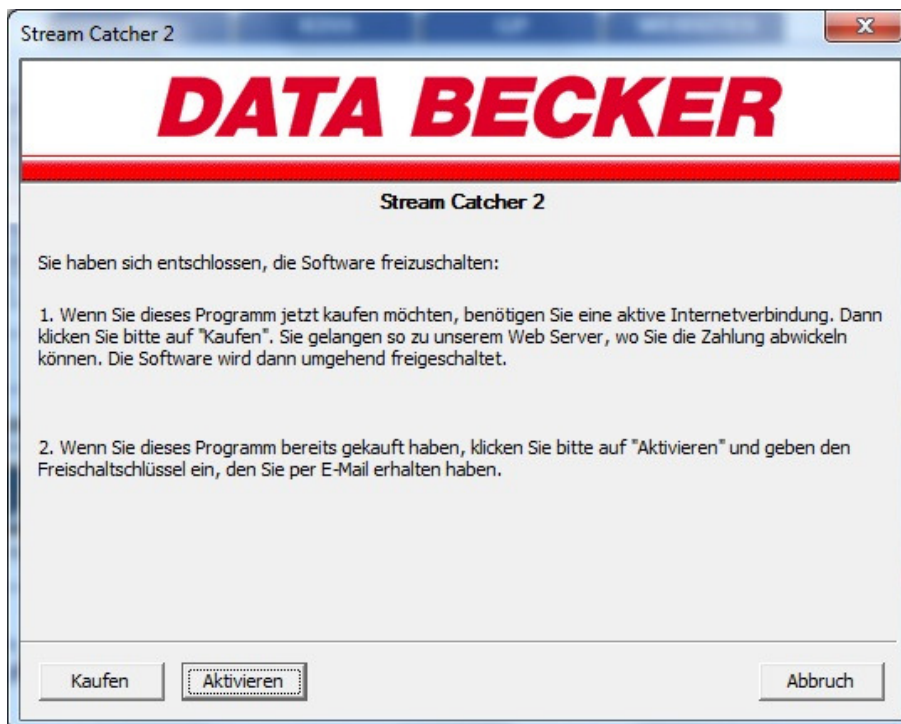 Stream Catcher 2
DATA BECKER
Stream Catcher 2
Sie haben sich entschlossen, die Software freizuschalten:
1. Wenn Sie dieses Programm jetzt kaufen möchten, benötigen Sie eine aktive Internetverbindung. Dann
klicken Sie bitte auf "Kaufen". Sie gelangen so zu unserem Web Server, wo Sie die Zahlung abwickeln
können. Die Software wird dann umgehend freigeschaltet.
2. Wenn Sie dieses Programm bereits gekauft haben, klicken Sie bitte auf "Aktivieren" und geben den
Freischaltschlüssel ein, den Sie per E-Mail erhalten haben.
Kaufen Aktivieren Abbruch